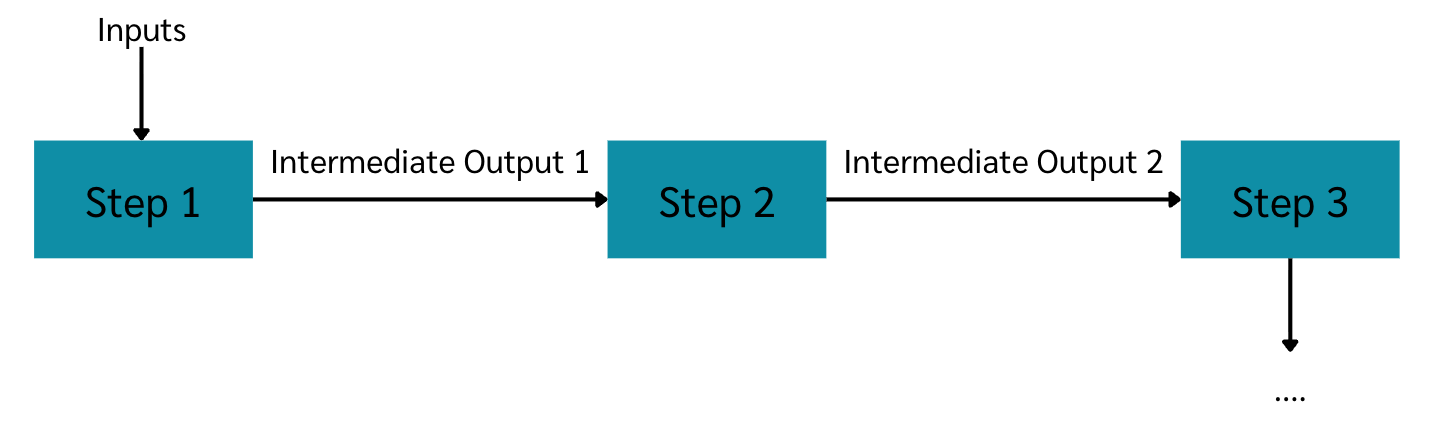 Inputs
Step 1
Intermediate Output 1
Step 2
Intermediate Output 2
Step 3
....